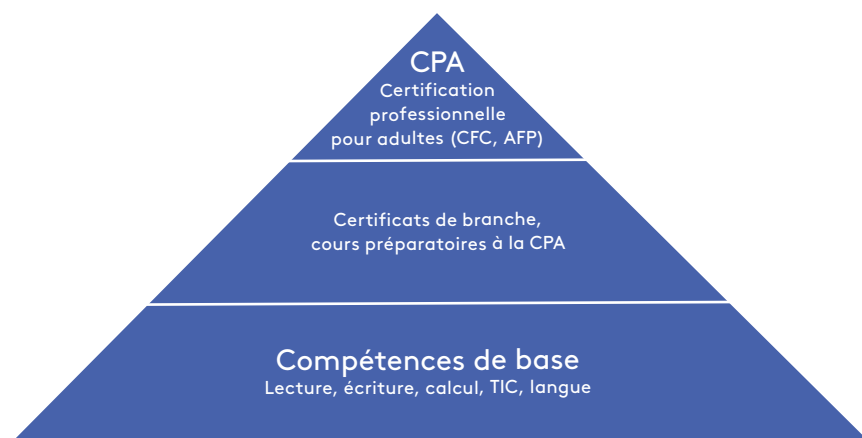 CPA
Certification
professionnelle
pour adultes (CFC, AFP)
Certificats de branche,
cours préparatoires à la CPA
Compétences de base
Lecture, écriture, calcul, TIC, langue